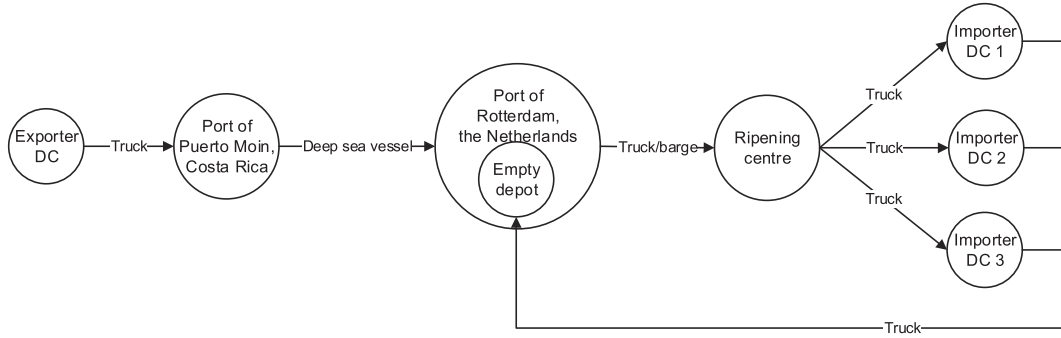 Exporter
DC
Truck
Port of
Puerto Moin,
Costa Rica
Deep sea vessel
Port of
Rotterdam,
the Netherlands
Empty
depot
Truck/barge
Ripening
centre
Truck
Truck
Truck
Importer
DC 1
Importer
DC 2
Importer
DC 3
Truck